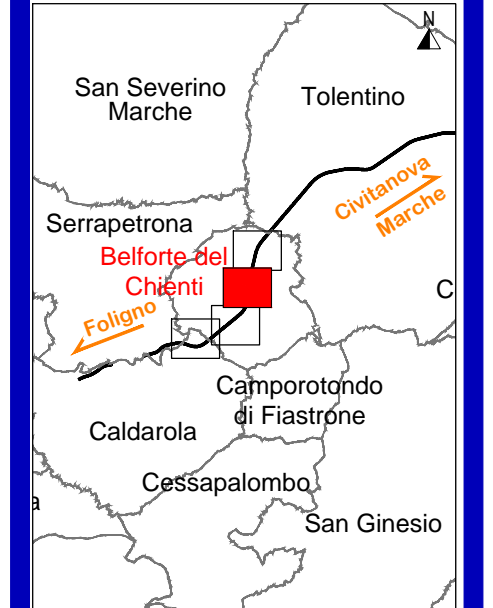 N
San Severino
Marche
Tolentino
Civitanova
Marche
Serrapetrona
Belforte del
Chienti
C
Foligno
Camporotondo
di Fiastrone
Caldarola
Cessapalombo
a
San Ginesio